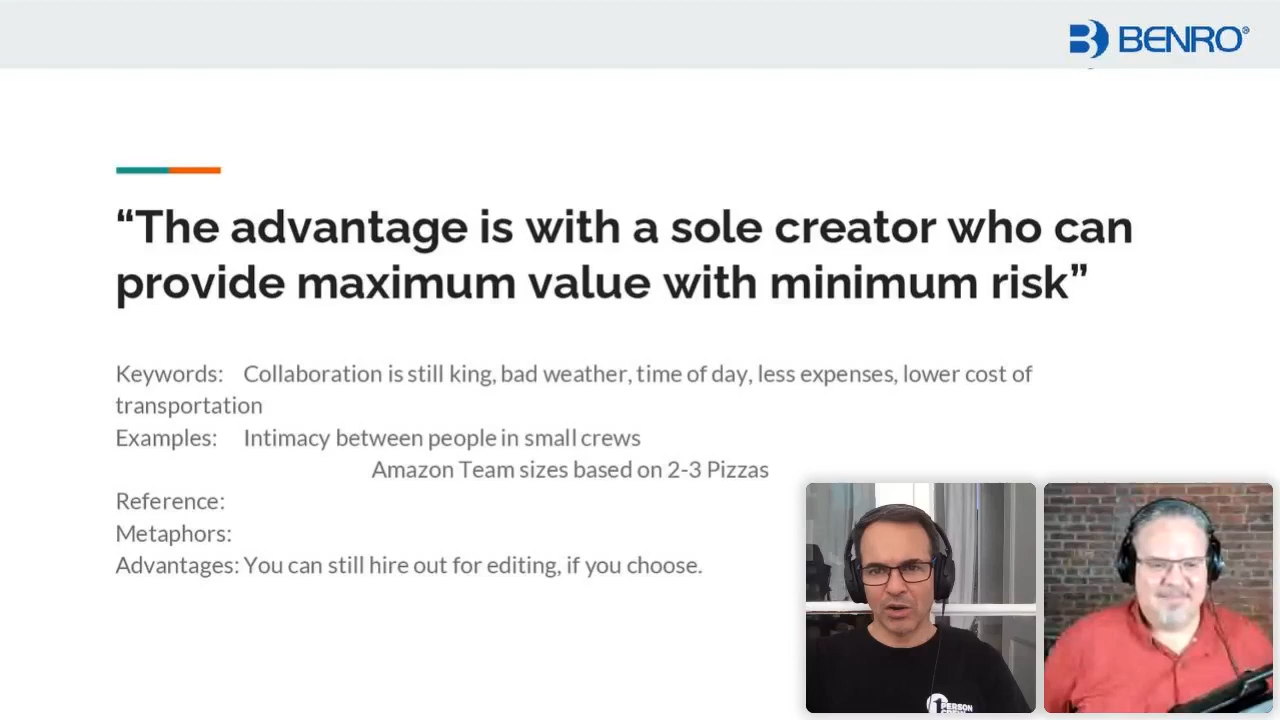 BENRO®
“The advantage is with a sole creator who can
provide maximum value with minimum risk”
Keywords: Collaboration is still king, bad weather, time of day, less expenses, lower cost of
transportation
Examples: Intimacy between people in small crews
Amazon Team sizes based on 2-3 Pizzas
Reference:
Metaphors:
Advantages: You can still hire out for editing, if you choose.
1 PERSON
CREW